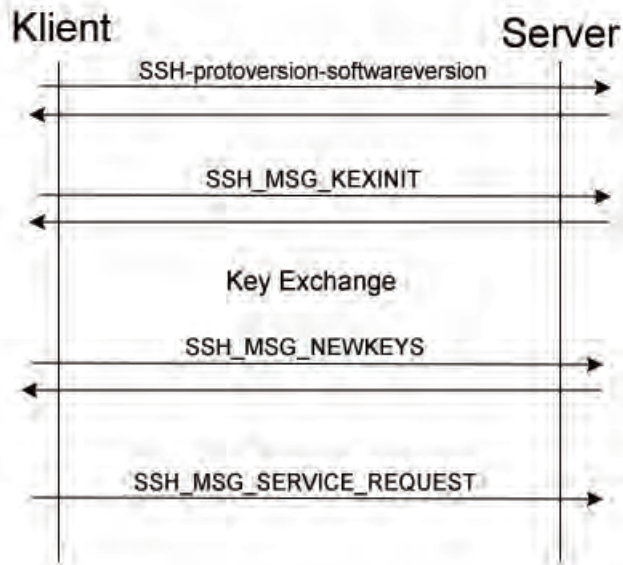 Klient
Server
SSH-protoversion-softwareversion
SSH_MSG_KEXINIT
Key Exchange
SSH_MSG_NEWKEYS
SSH_MSG_SERVICE_REQUEST